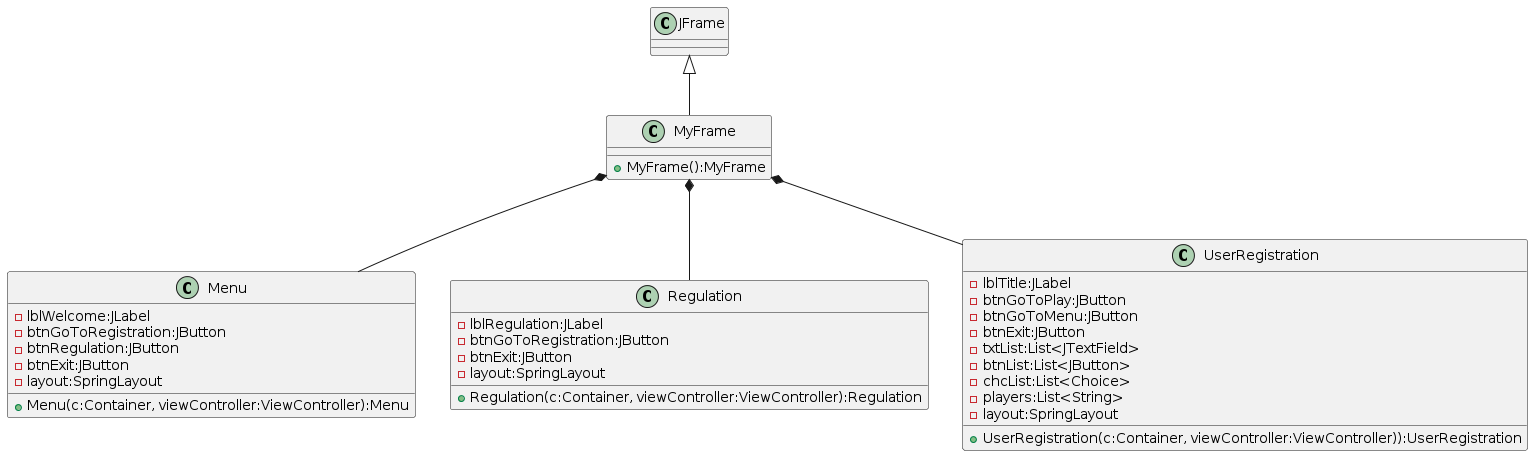 C JFrame
C MyFrame
MyFrame():MyFrame
C Menu
lblWelcome:JLabel
btnGoToRegistration:JButton
btnRegulation:JButton
btnExit:JButton
layout:SpringLayout
Menu(c:Container, viewController:ViewController):Menu
C Regulation
lblRegulation:JLabel
btnGoToRegistration:JButton
btnExit:JButton
layout:SpringLayout
Regulation(c:Container, viewController:ViewController):Regulation
C UserRegistration
lblTitle:JLabel
btnGoToPlay:JButton
btnGoToMenu:JButton
btnExit:JButton
txtList:List<JTextField>
btnList:List<JButton>
chcList:List<Choice>
players:List<String>
layout:SpringLayout
UserRegistration(c:Container, viewController:ViewController)):UserRegistration